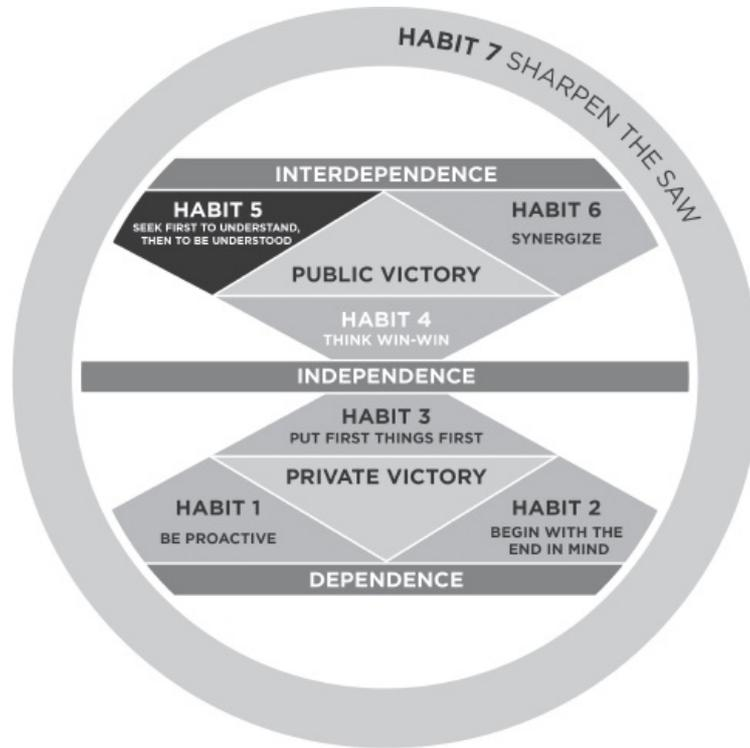 HABIT 7 SHARPEN THE SAW
INTERDEPENDENCE
HABIT 5
SEEK FIRST TO UNDERSTAND,
THEN TO BE UNDERSTOOD
HABIT 6
SYNERGIZE
PUBLIC VICTORY
HABIT 4
THINK WIN-WIN
INDEPENDENCE
HABIT 3
PUT FIRST THINGS FIRST
PRIVATE VICTORY
HABIT 1
BE PROACTIVE
HABIT 2
BEGIN WITH THE
END IN MIND
DEPENDENCE